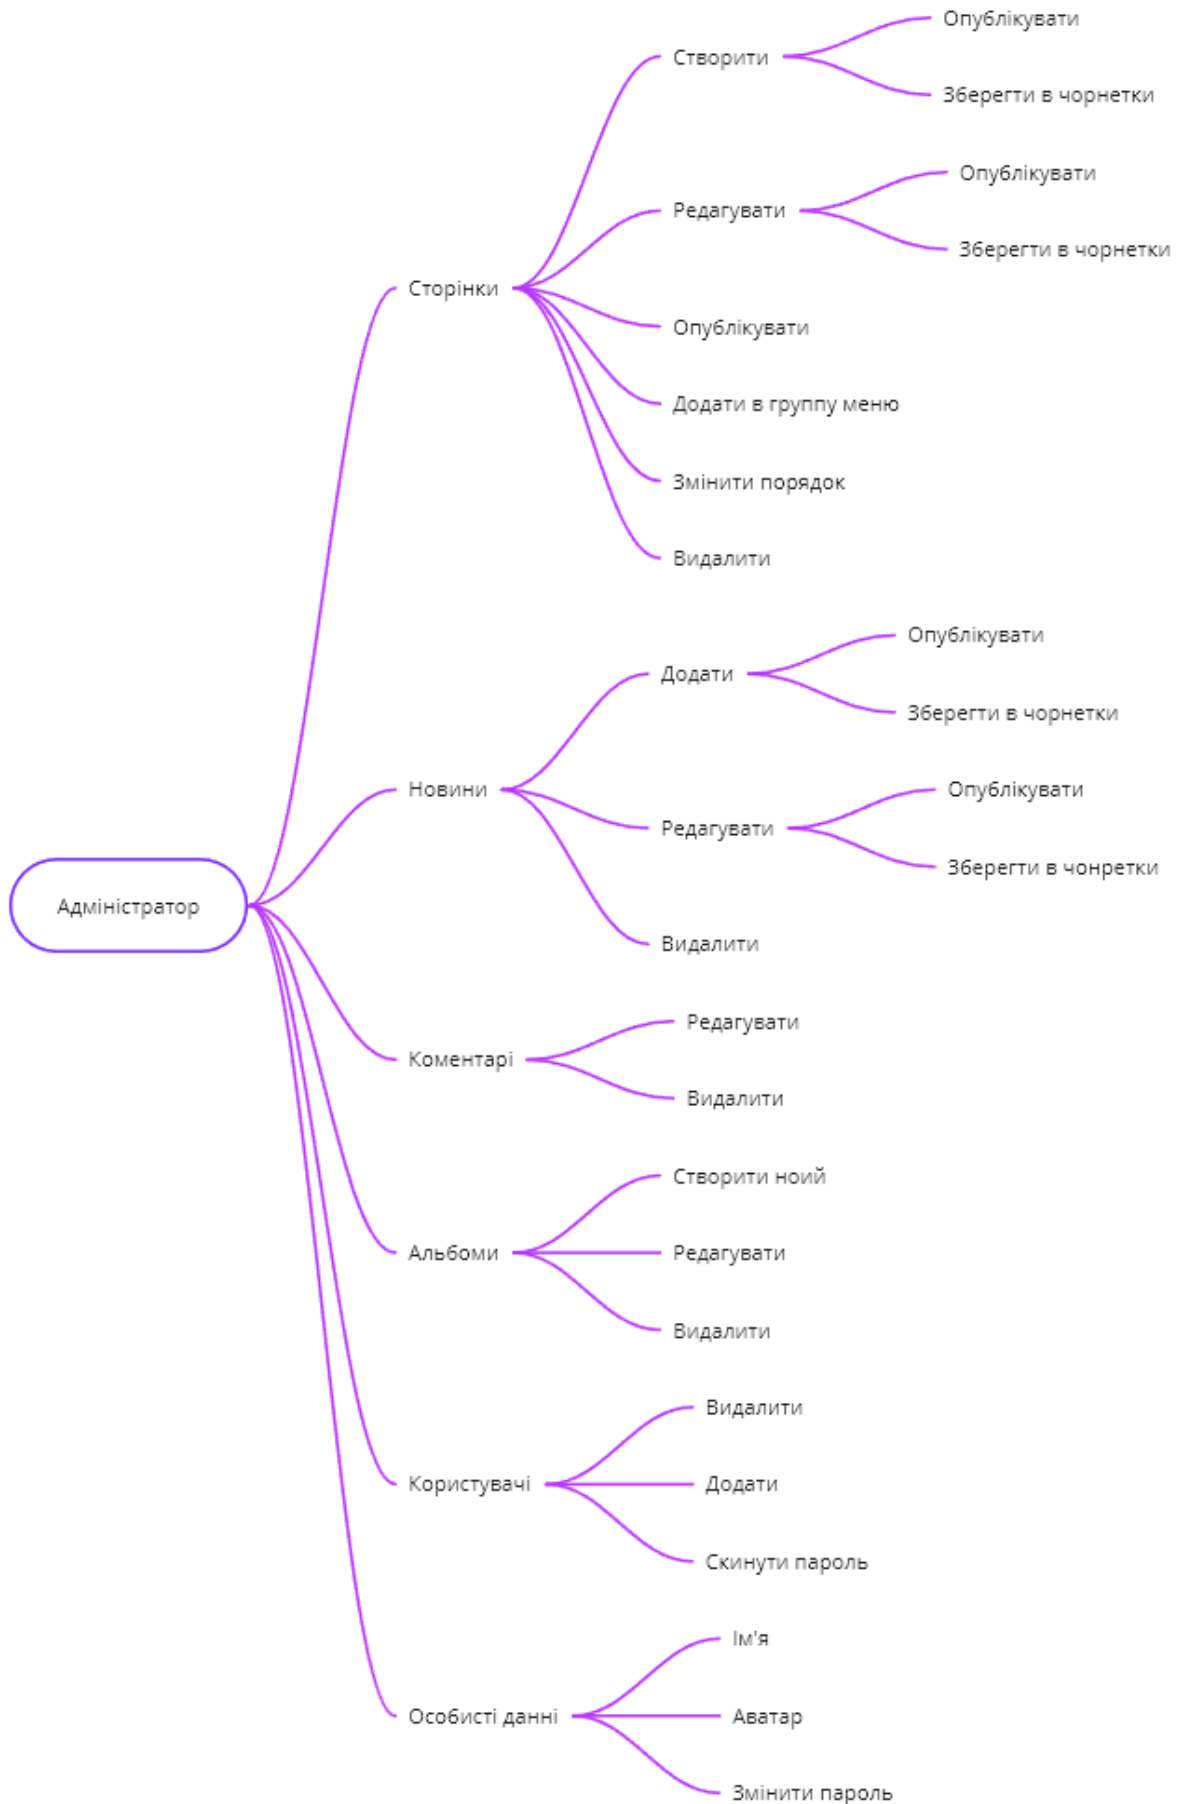 Адміністратор
Сторінки
Створити
Опублікувати
Зберегти в чорнетки
Редагувати
Опублікувати
Зберегти в чорнетки
Опублікувати
Додати в группу меню
Змінити порядок
Видалити
Новини
Додати
Опублікувати
Зберегти в чорнетки
Редагувати
Опублікувати
Зберегти в чонретки
Видалити
Коментарі
Редагувати
Видалити
Альбоми
Створити ноий
Редагувати
Видалити
Користувачі
Видалити
Додати
Скинути пароль
Особисті данні
Ім'я
Аватар
Змінити пароль